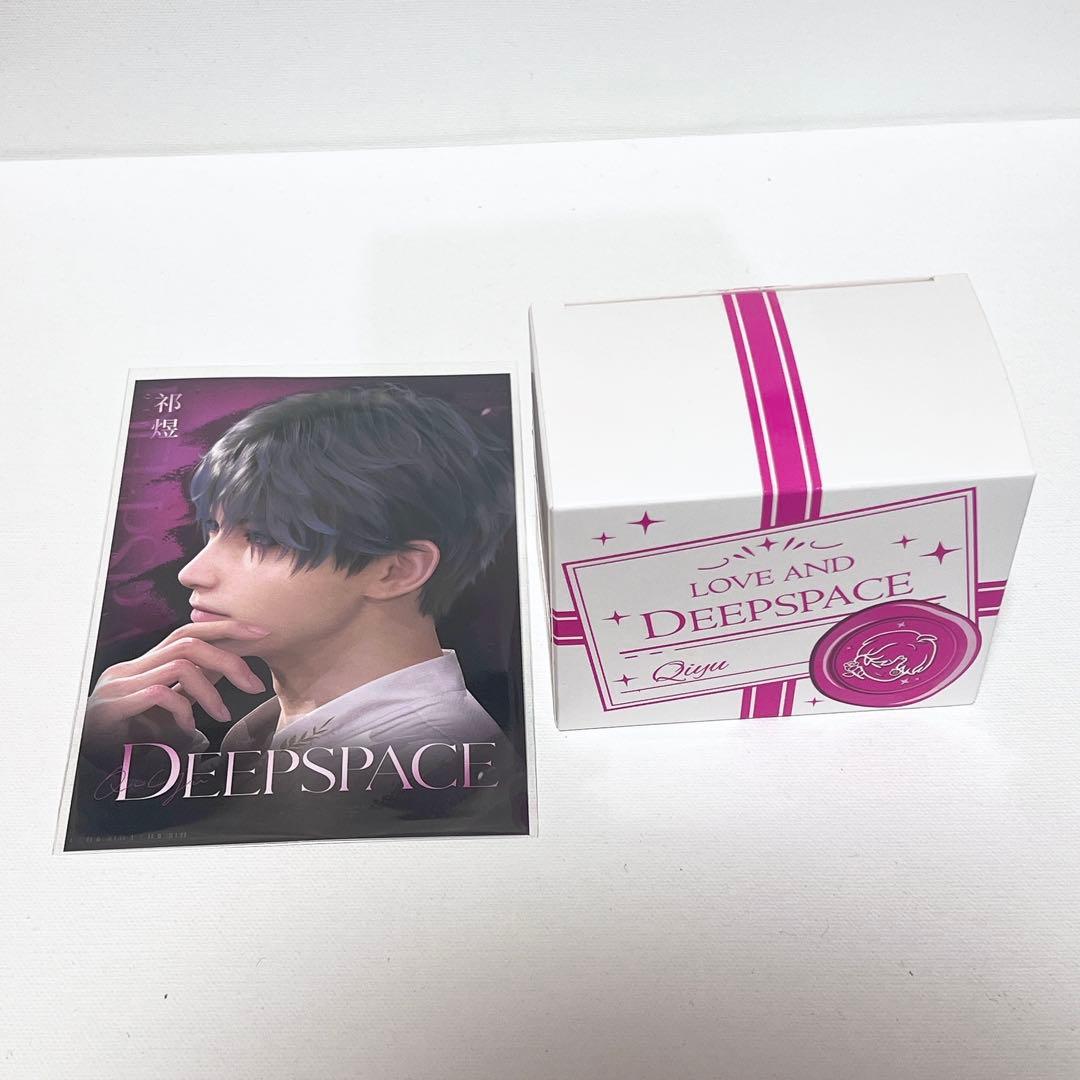 祁煜
DEEPSPACE
LOVE AND
DEEPSPACE
Qiyu